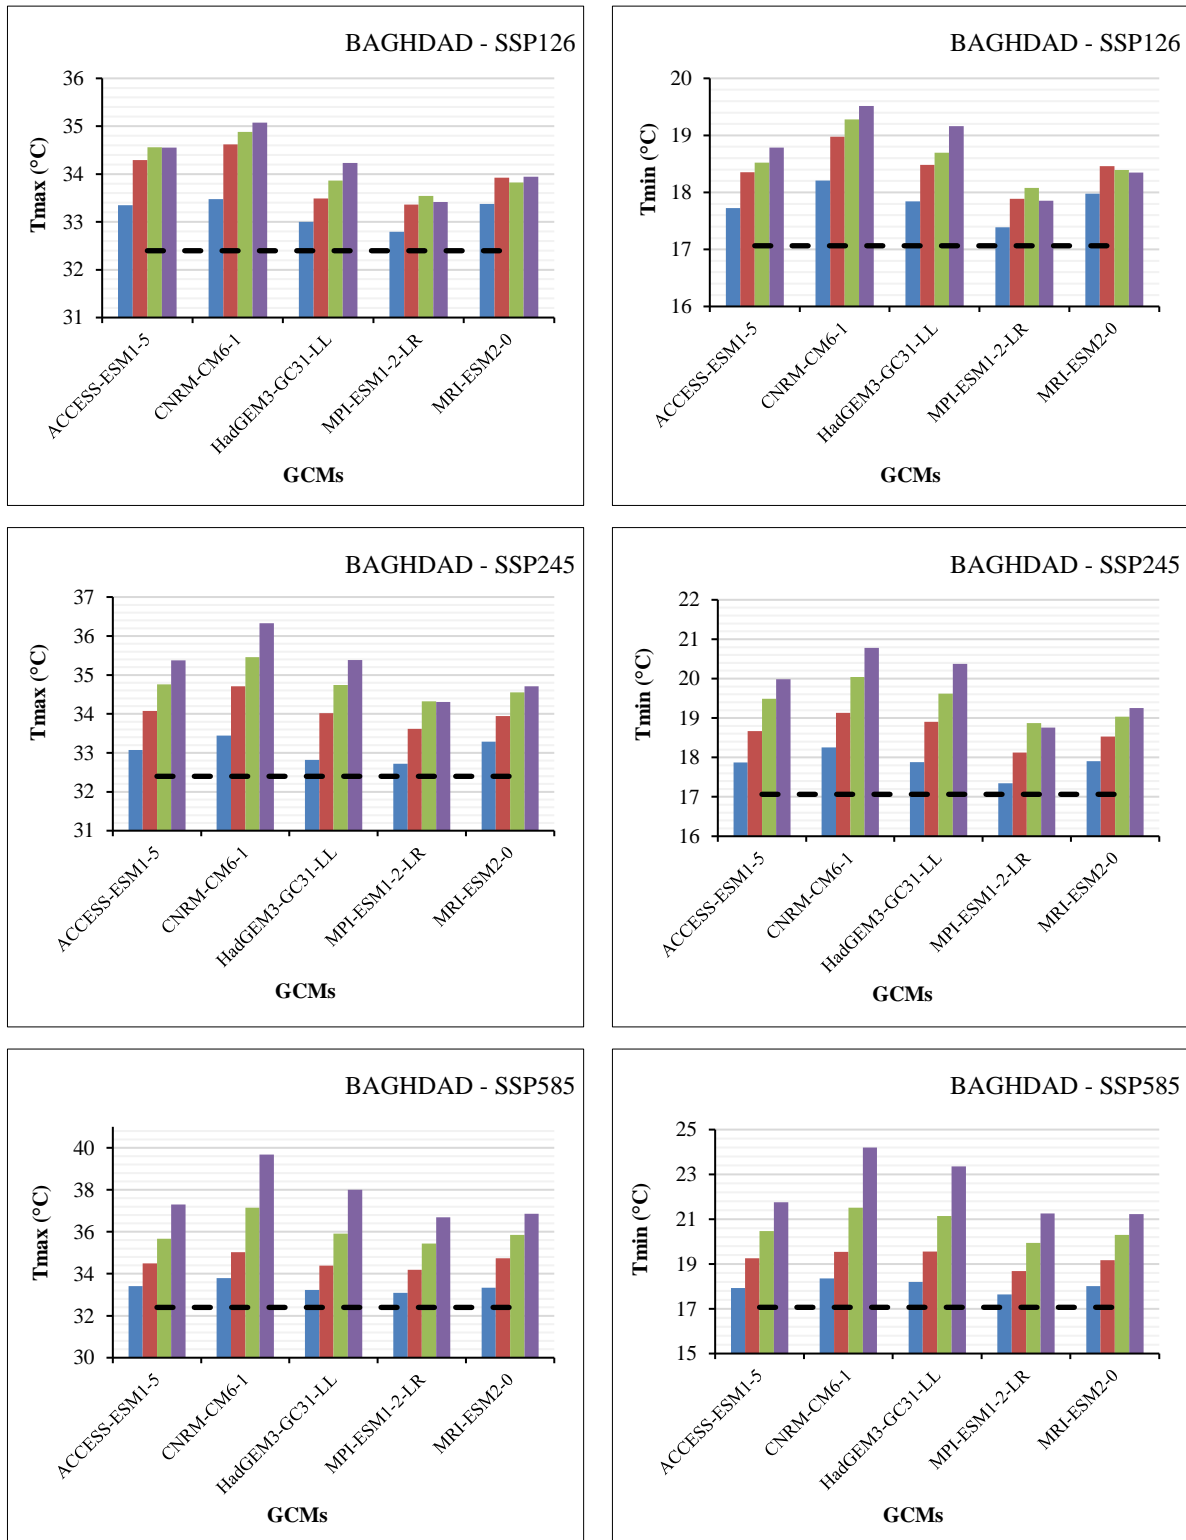 BAGHDAD - SSP126
Tmax (°C)
36
35
34
33
32
31
ACCESS-ESM1-5
CNRM-CM6-1
HadGEM3-GC31-LL
MPI-ESM1-2-LR
MRI-ESM2-0
GCMs
BAGHDAD - SSP126
Tmin (°C)
20
19
18
17
16
ACCESS-ESM1-5
CNRM-CM6-1
HadGEM3-GC31-LL
MPI-ESM1-2-LR
MRI-ESM2-0
GCMs
BAGHDAD - SSP245
Tmax (°C)
37
36
35
34
33
32
31
ACCESS-ESM1-5
CNRM-CM6-1
HadGEM3-GC31-LL
MPI-ESM1-2-LR
MRI-ESM2-0
GCMs
BAGHDAD - SSP245
Tmin (°C)
22
21
20
19
18
17
16
ACCESS-ESM1-5
CNRM-CM6-1
HadGEM3-GC31-LL
MPI-ESM1-2-LR
MRI-ESM2-0
GCMs
BAGHDAD - SSP585
Tmax (°C)
40
38
36
34
32
30
ACCESS-ESM1-5
CNRM-CM6-1
HadGEM3-GC31-LL
MPI-ESM1-2-LR
MRI-ESM2-0
GCMs
BAGHDAD - SSP585
Tmin (°C)
25
23
21
19
17
15
ACCESS-ESM1-5
CNRM-CM6-1
HadGEM3-GC31-LL
MPI-ESM1-2-LR
MRI-ESM2-0
GCMs